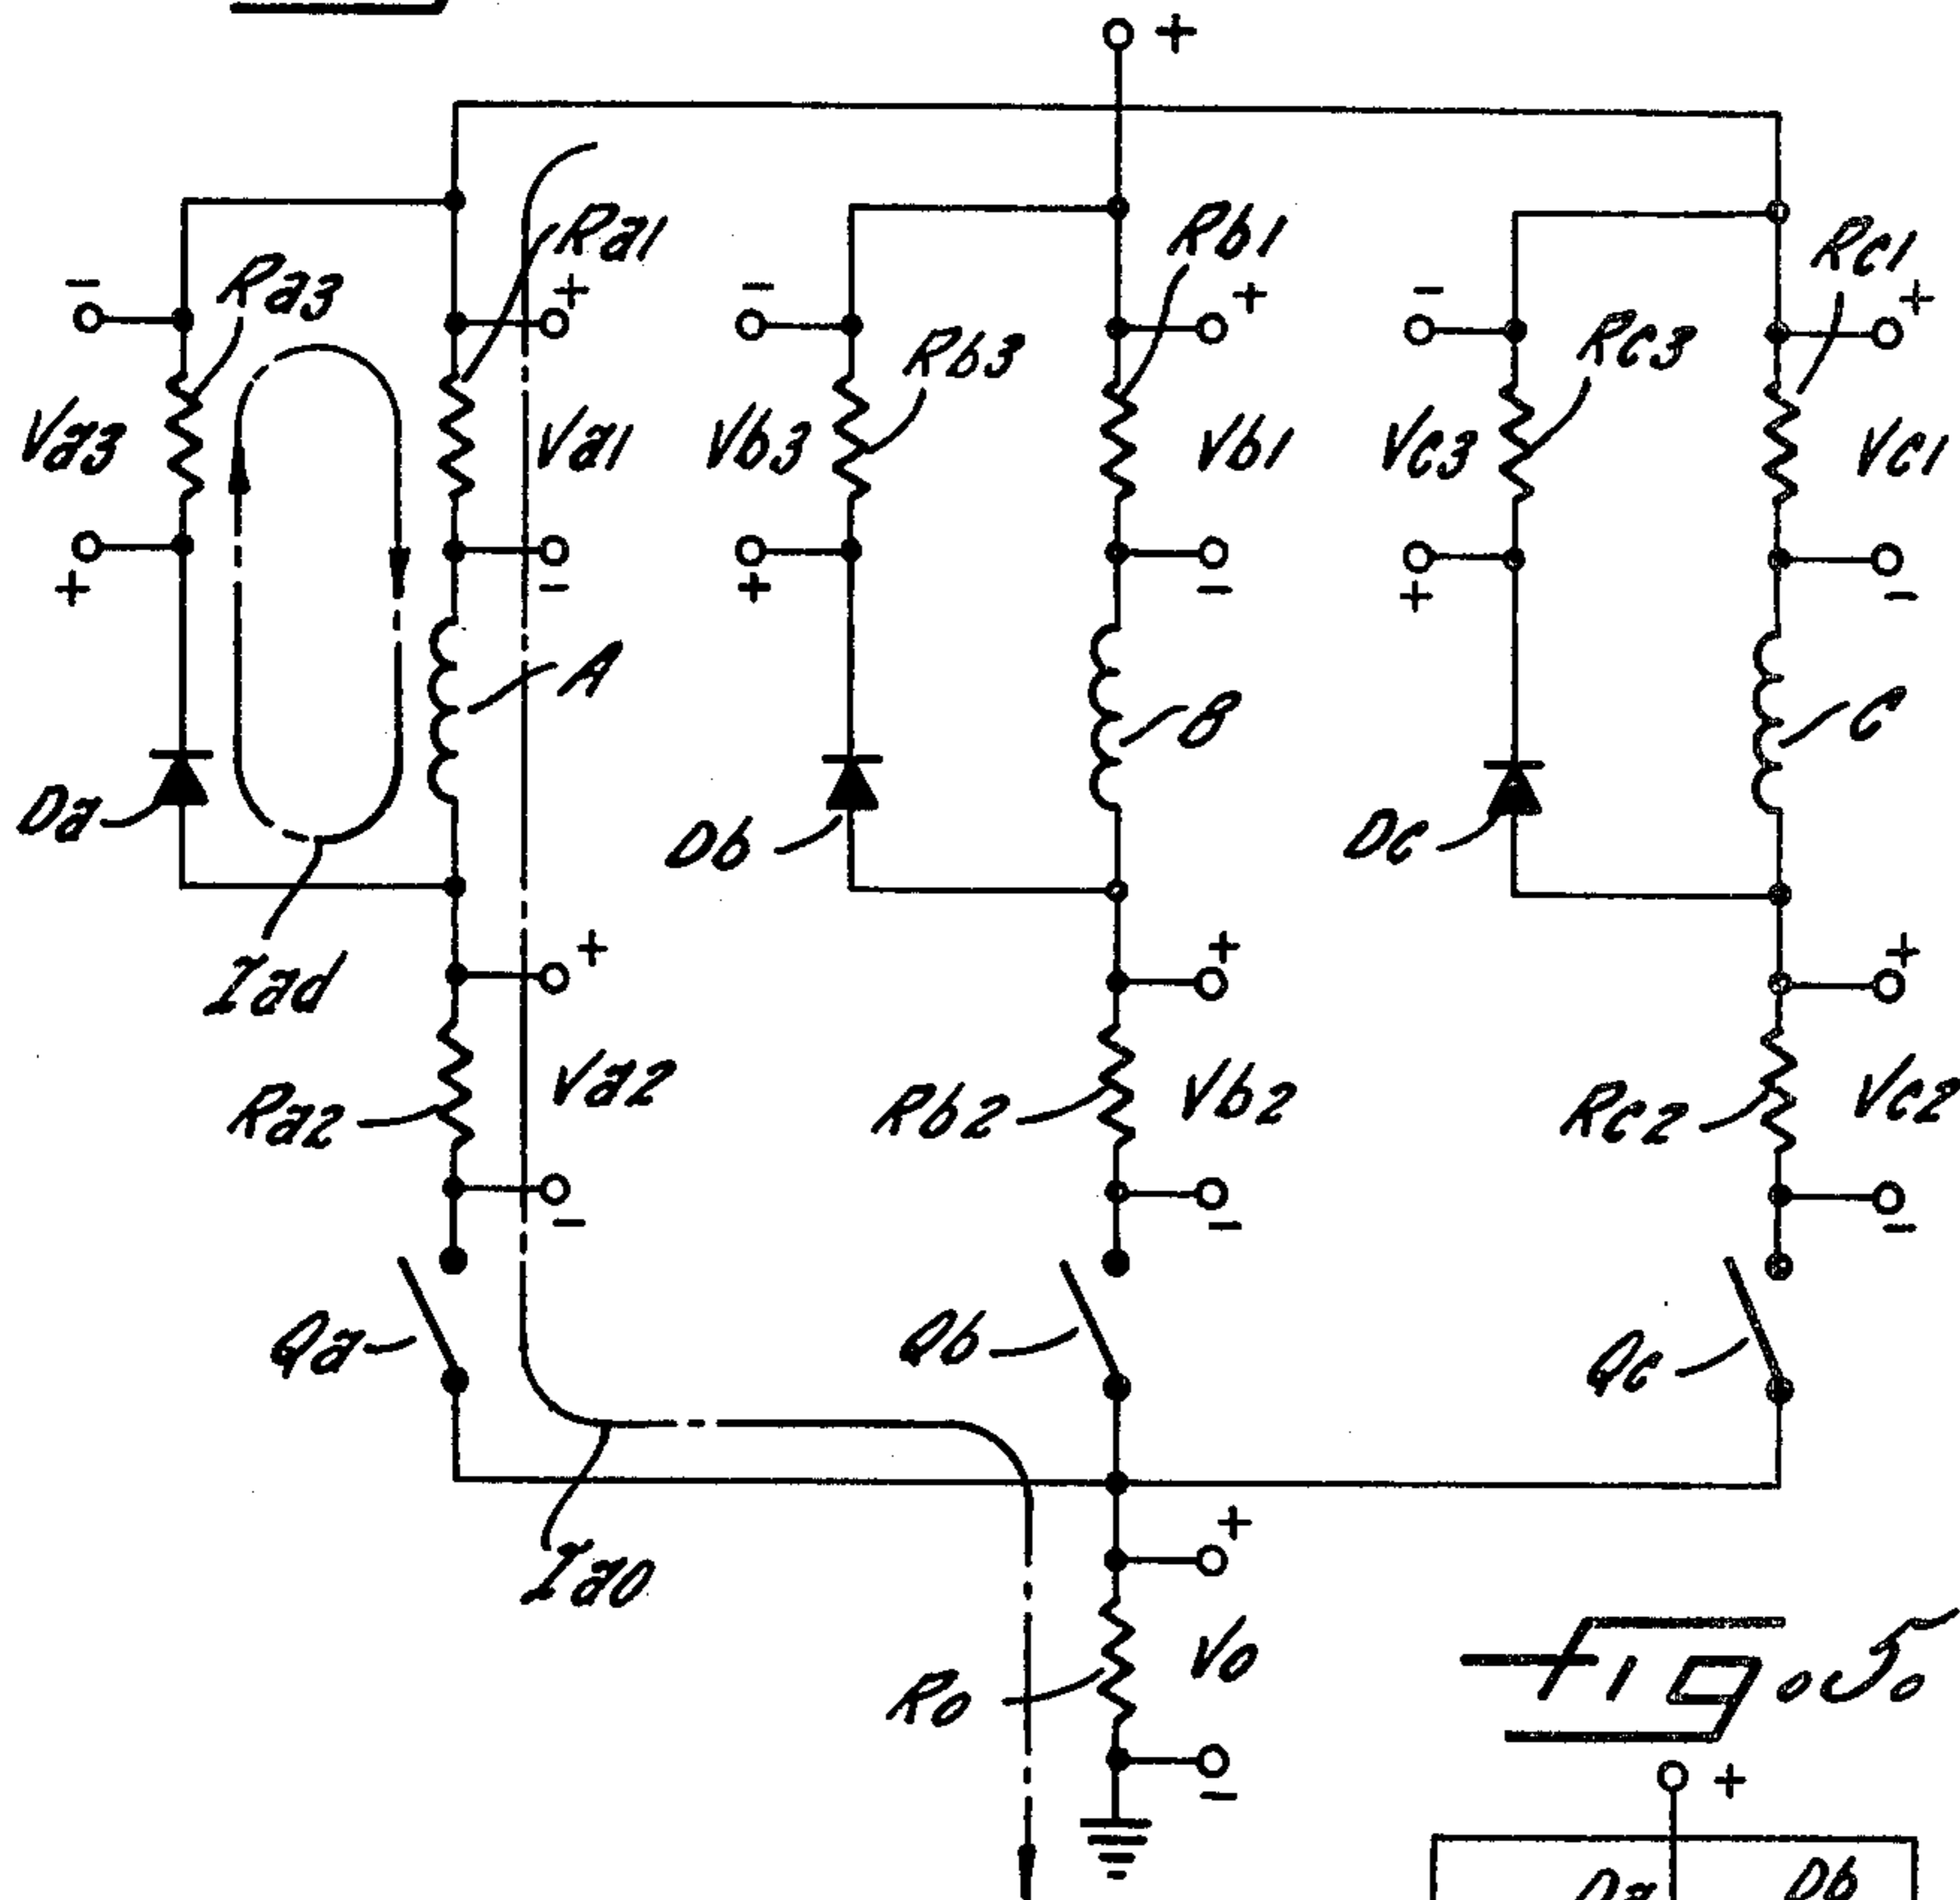 +
Ra1
Rb1
Rc1
Ra3
- + - + - +
Rb3
Rc3
Va3
Va1
Vb3
Vb1
Vc3
Vc1
+ - + - + -
A
B
C
Da
Db
Dc
+ + +
Iad
Va2
Vb2
Vc2
Ra2
Rb2
Rc2
- - -
Qa
Qb
Qc
+
Iao
Vo
Ro
Fig. 5.
-
+
Da
Db